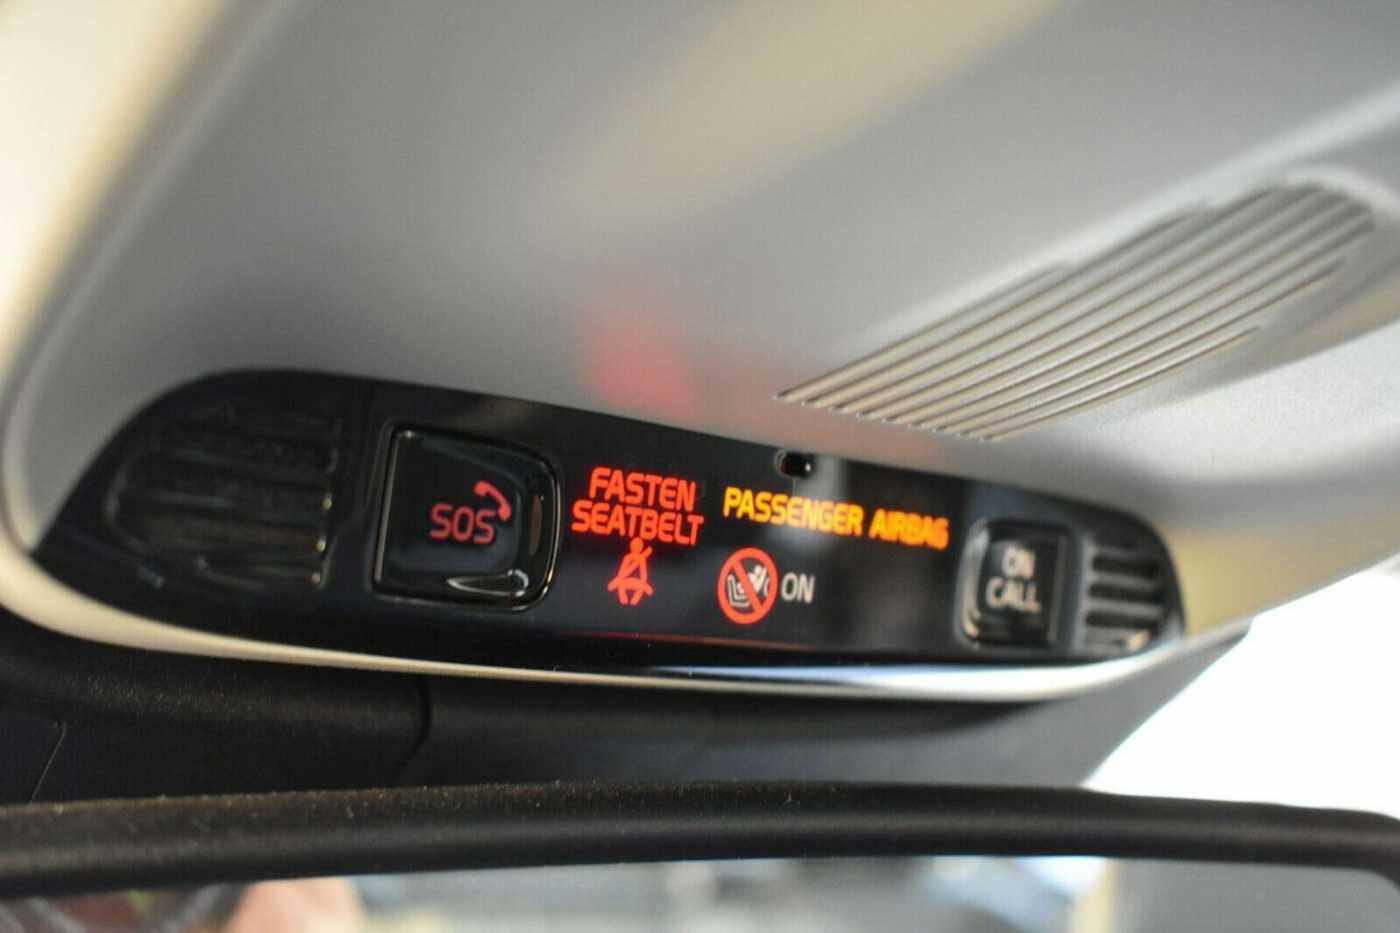 SOS
FASTEN
SEATBELT
PASSENGER AIRBAG
ON
ON
CALL